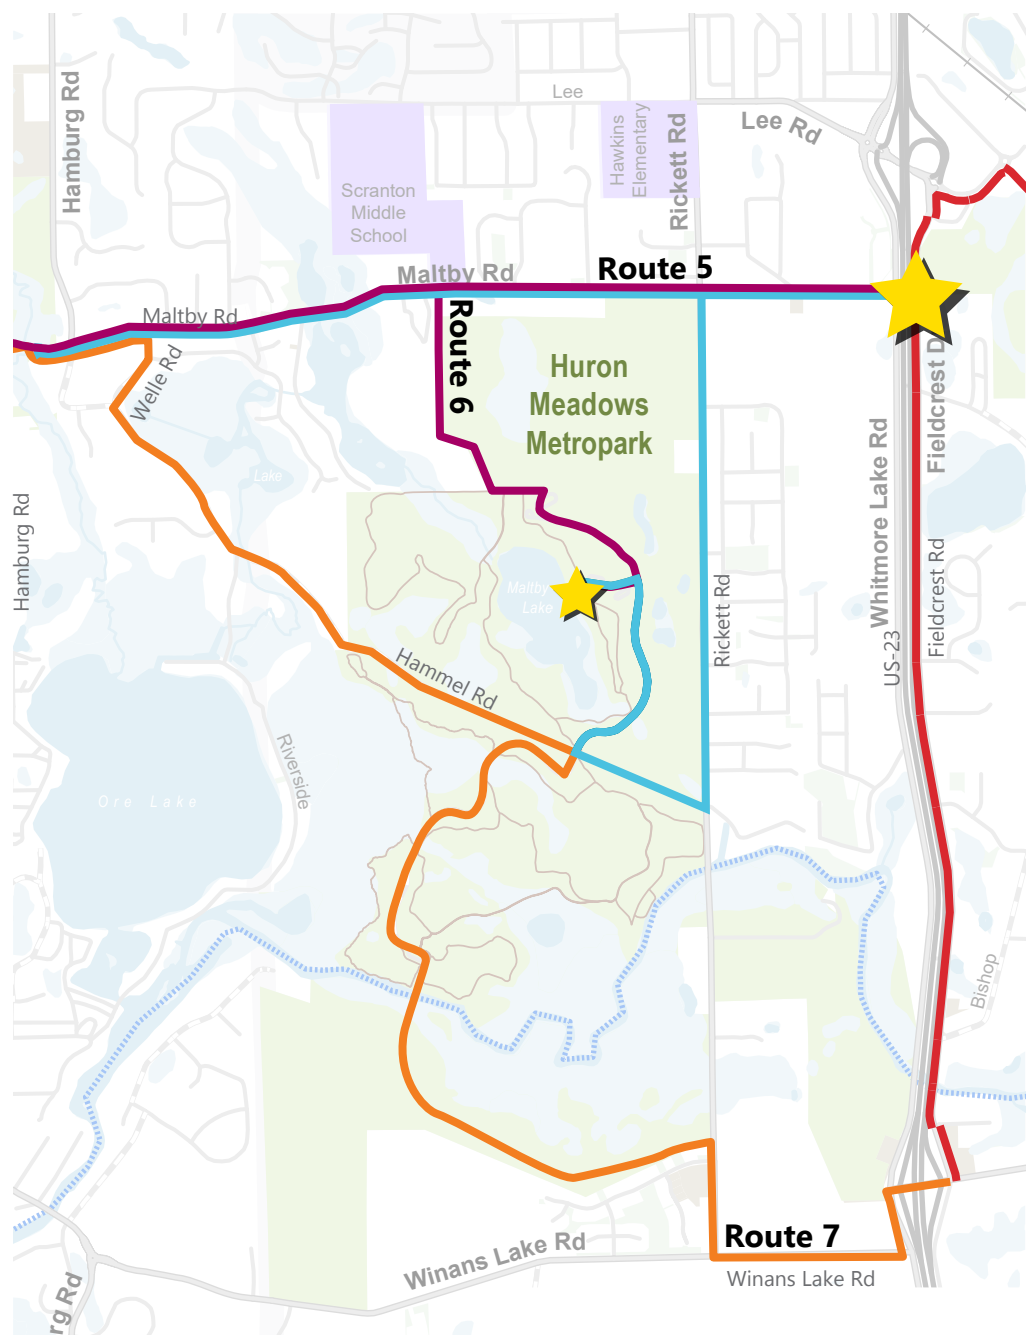 Hamburg Rd
Lee
Lee Rd
Hawkins
Elementary
Rickett Rd
Scranton
Middle
School
Maltby Rd
Route 5
Maltby Rd
Route 6
Welle Rd
Huron
Meadows
Metropark
Fieldcrest D
Whitmore Lake Rd
Lake
Hamburg Rd
Maltby
Lake
Rickett Rd
US-23
Fieldcrest Rd
Hammel Rd
Riverside
Ore Lake
Bishop
Route 7
Winans Lake Rd
Winans Lake Rd
rg Rd